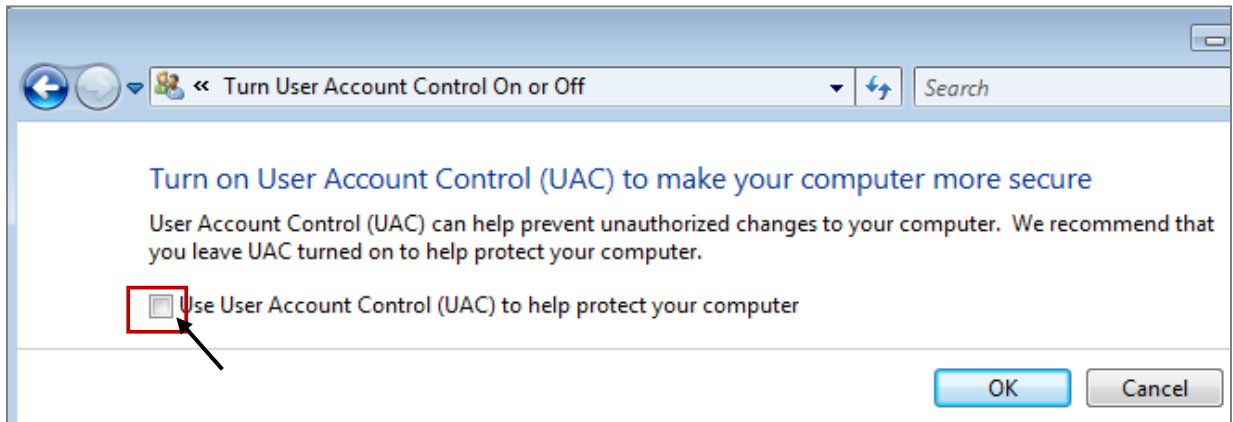 « Turn User Account Control On or Off
Search
Turn on User Account Control (UAC) to make your computer more secure
User Account Control (UAC) can help prevent unauthorized changes to your computer. We recommend that
you leave UAC turned on to help protect your computer.
Use User Account Control (UAC) to help protect your computer
OK Cancel